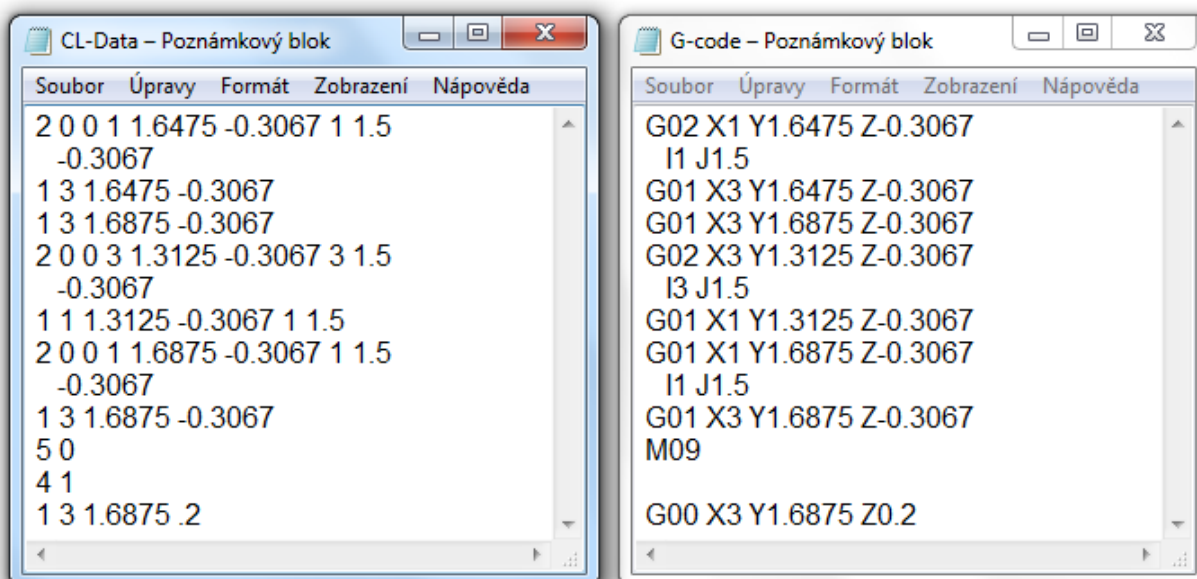 CL-Data – Poznámkový blok
Soubor Úpravy Formát Zobrazení Nápověda
2 0 0 1 1.6475 -0.3067 1 1.5
-0.3067
1 3 1.6475 -0.3067
1 3 1.6875 -0.3067
2 0 0 3 1.3125 -0.3067 3 1.5
-0.3067
1 1 1.3125 -0.3067 1 1.5
2 0 0 1 1.6875 -0.3067 1 1.5
-0.3067
1 3 1.6875 -0.3067
5 0
4 1
1 3 1.6875 .2
G-code – Poznámkový blok
Soubor Úpravy Formát Zobrazení Nápověda
G02 X1 Y1.6475 Z-0.3067
I1 J1.5
G01 X3 Y1.6475 Z-0.3067
G01 X3 Y1.6875 Z-0.3067
G02 X3 Y1.3125 Z-0.3067
I3 J1.5
G01 X1 Y1.3125 Z-0.3067
G01 X1 Y1.6875 Z-0.3067
I1 J1.5
G01 X3 Y1.6875 Z-0.3067
M09
G00 X3 Y1.6875 Z0.2